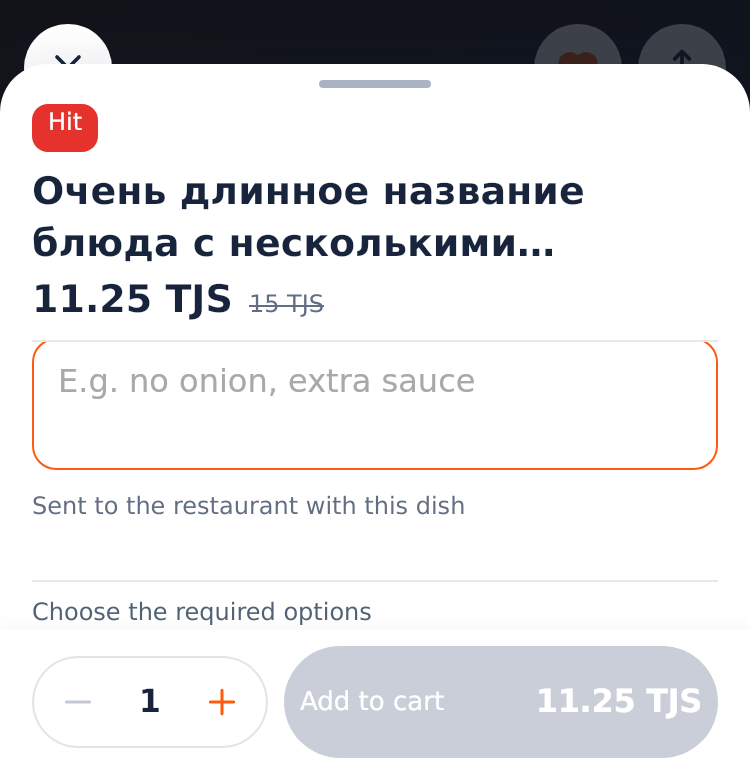 Hit
Очень длинное название
блюда с несколькими…
11.25 TJS 15 TJS
E.g. no onion, extra sauce
Sent to the restaurant with this dish
Choose the required options
1
Add to cart 11.25 TJS